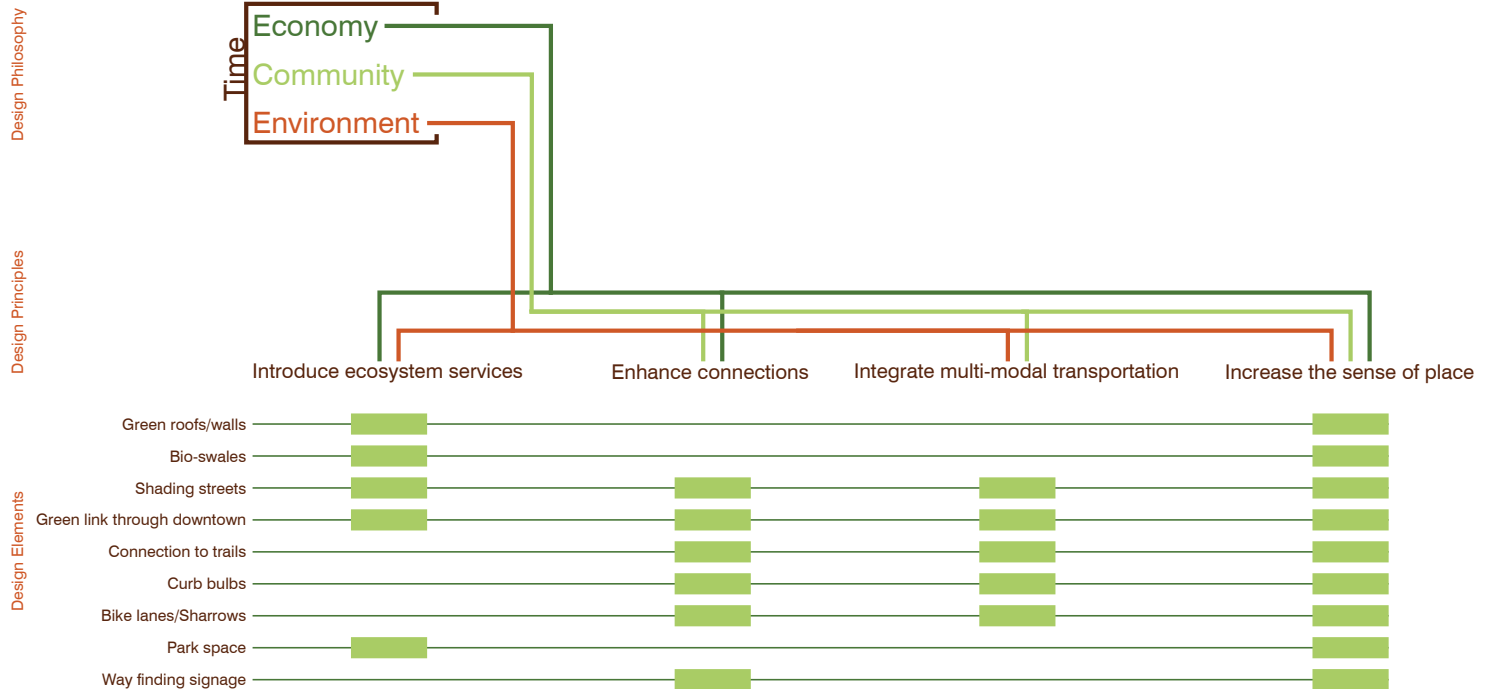 Design Philosophy
Time
Economy
Community
Environment
Design Principles
Introduce ecosystem services
Enhance connections
Integrate multi-modal transportation
Increase the sense of place
Design Elements
Green roofs/walls
Bio-swales
Shading streets
Green link through downtown
Connection to trails
Curb bulbs
Bike lanes/Sharrows
Park space
Way finding signage